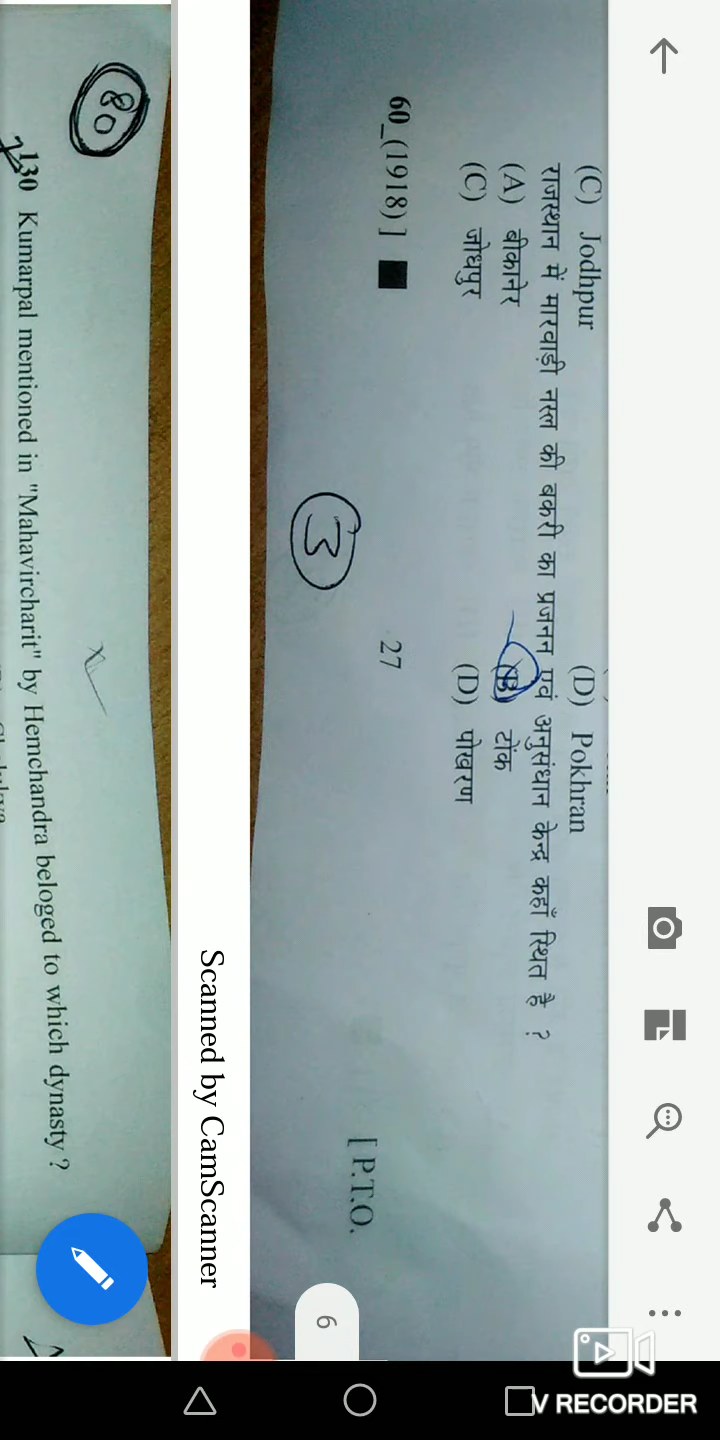 (C) Jodhpur (D) Pokhran
राजस्थान में मारवाड़ी नस्ल की बकरी का प्रजनन एवं अनुसंधान केन्द्र कहाँ स्थित है ?
(A) बीकानेर (B) टोंक
(C) जोधपुर (D) पोखरण
60_(1918) ] ■ 27 [ P.T.O.
3
Scanned by CamScanner
80
130 Kumarpal mentioned in "Mahavircharit" by Hemchandra beloged to which dynasty ?
6
V RECORDER